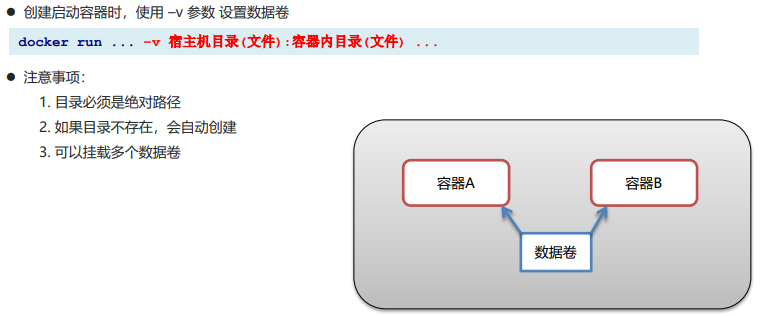 ● 创建启动容器时，使用 –v 参数 设置数据卷
docker run ... –v 宿主机目录(文件):容器内目录(文件) ...
● 注意事项：
1. 目录必须是绝对路径
2. 如果目录不存在，会自动创建
3. 可以挂载多个数据卷
容器A
容器B
数据卷